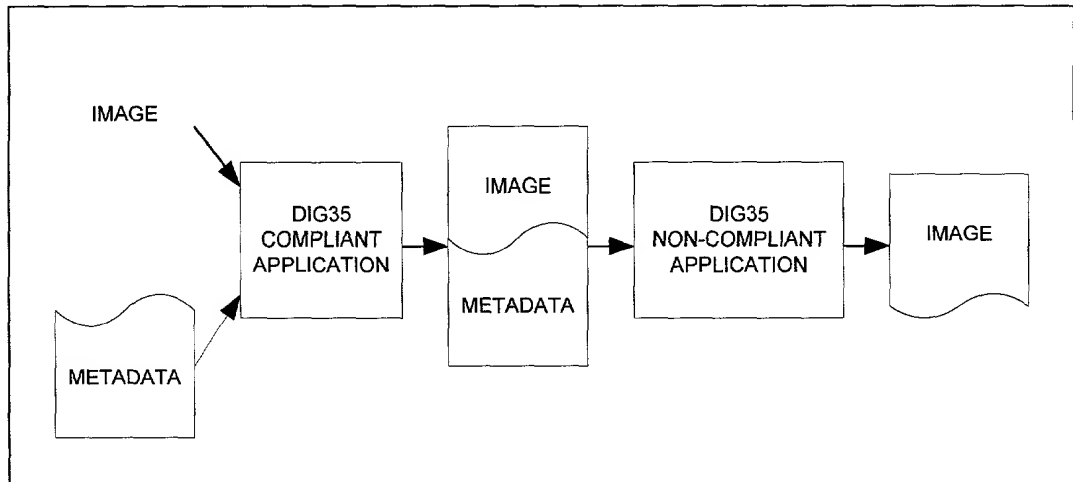 IMAGE
METADATA
DIG35
COMPLIANT
APPLICATION
IMAGE
METADATA
DIG35
NON-COMPLIANT
APPLICATION
IMAGE